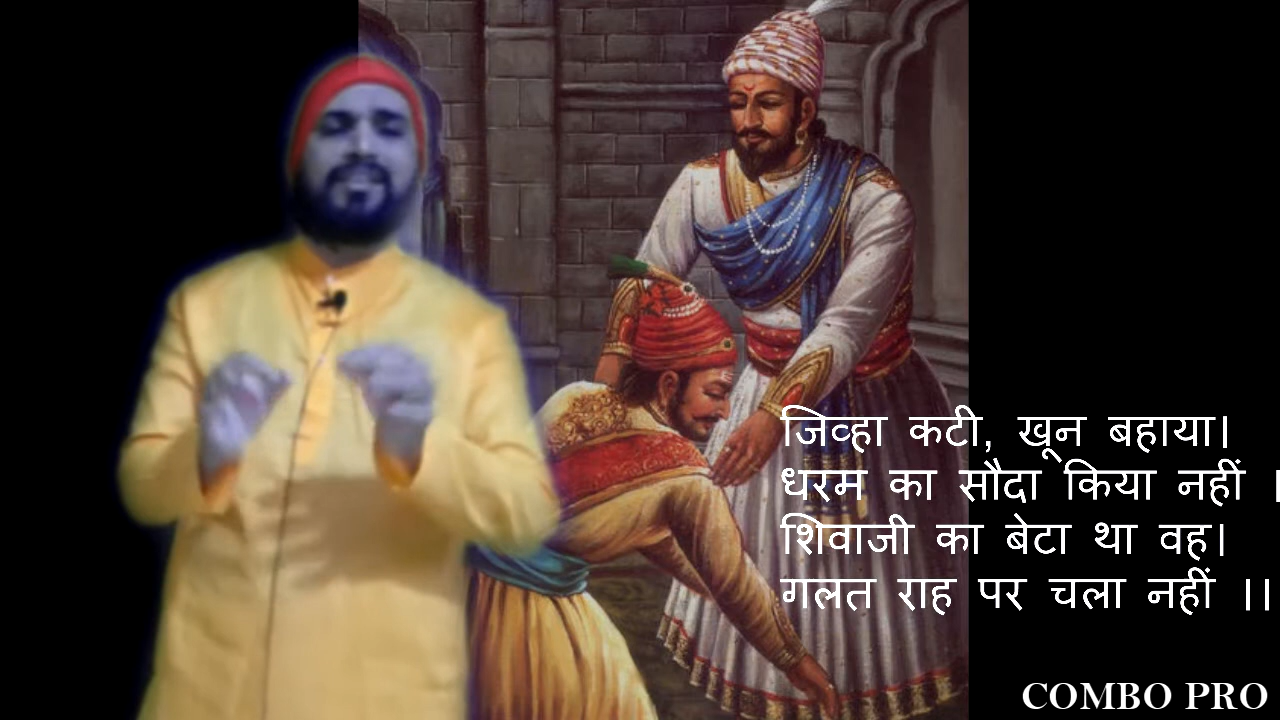 जिव्हा कटी, खून बहाया।
धरम का सौदा किया नहीं ।
शिवाजी का बेटा था वह।
गलत राह पर चला नहीं ।।
COMBO PRO